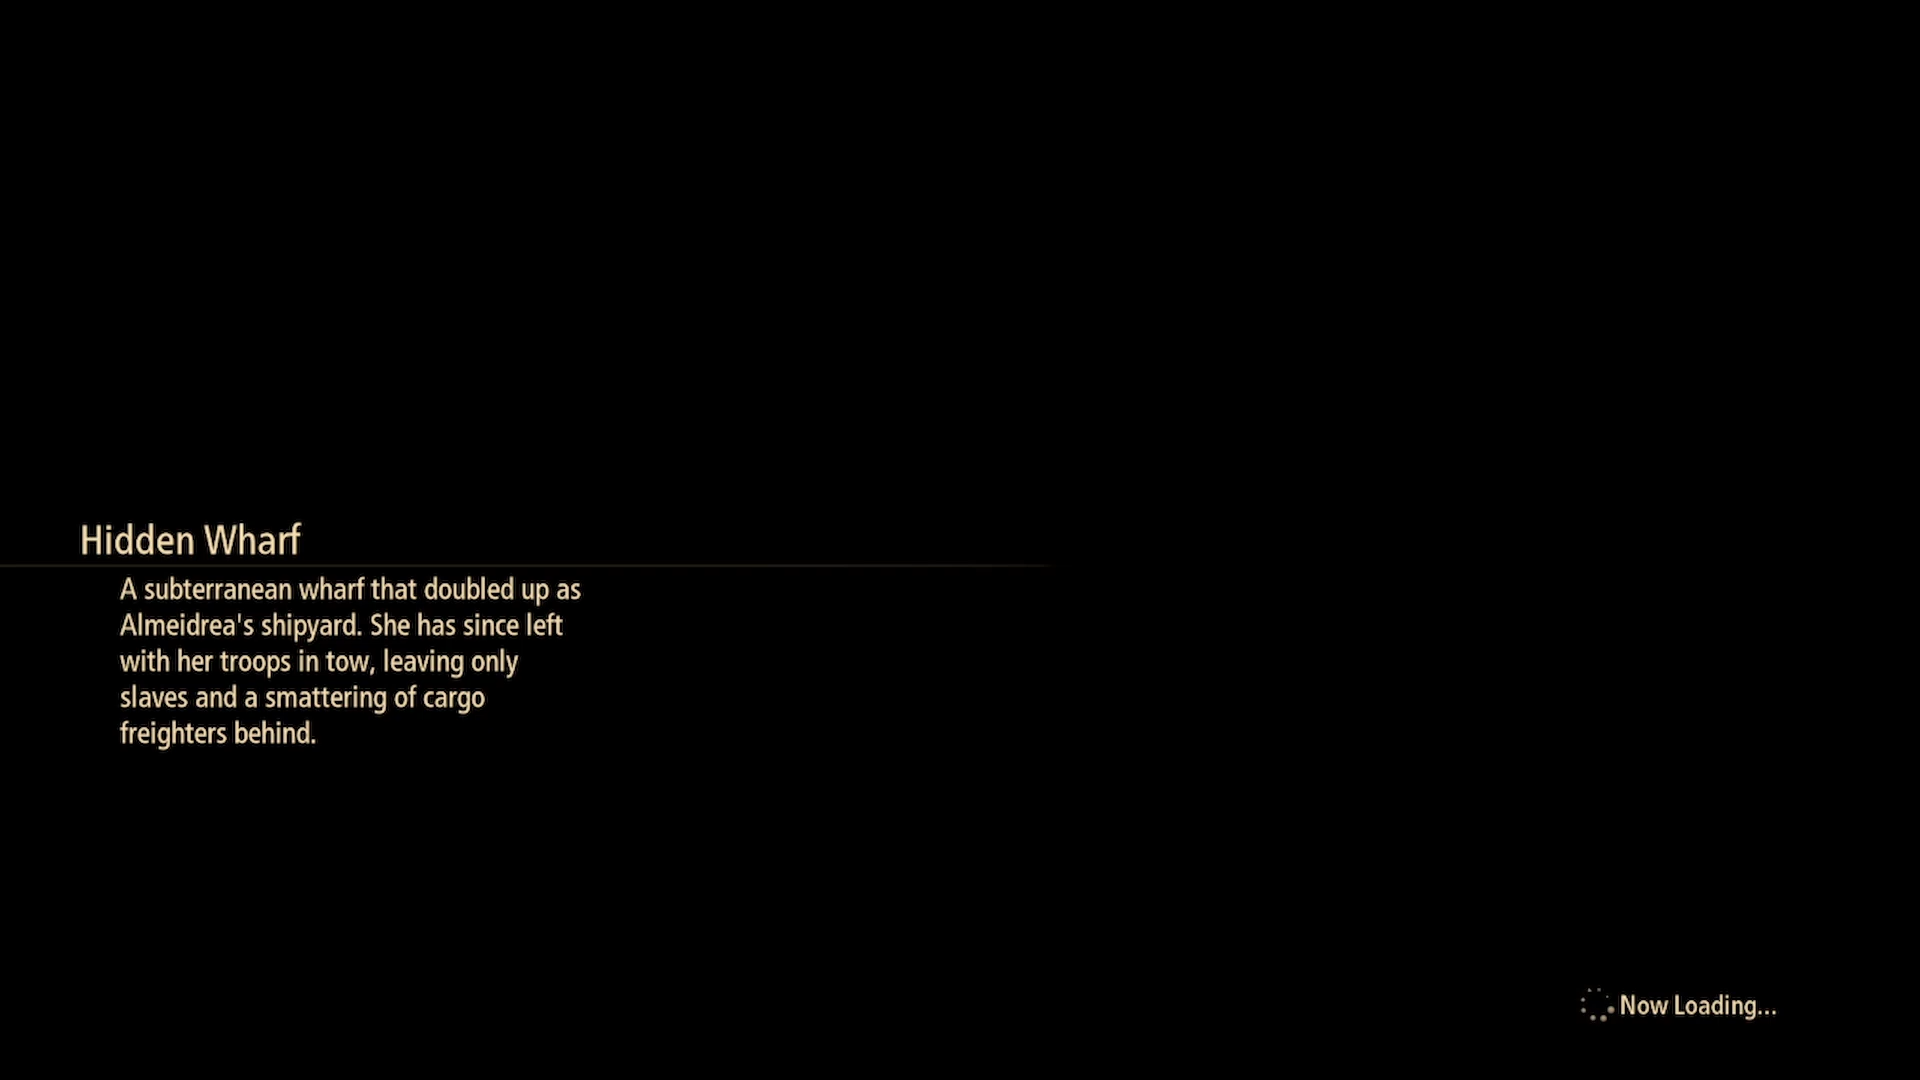 Hidden Wharf
A subterranean wharf that doubled up as
Almeidrea's shipyard. She has since left
with her troops in tow, leaving only
slaves and a smattering of cargo
freighters behind.
Now Loading...